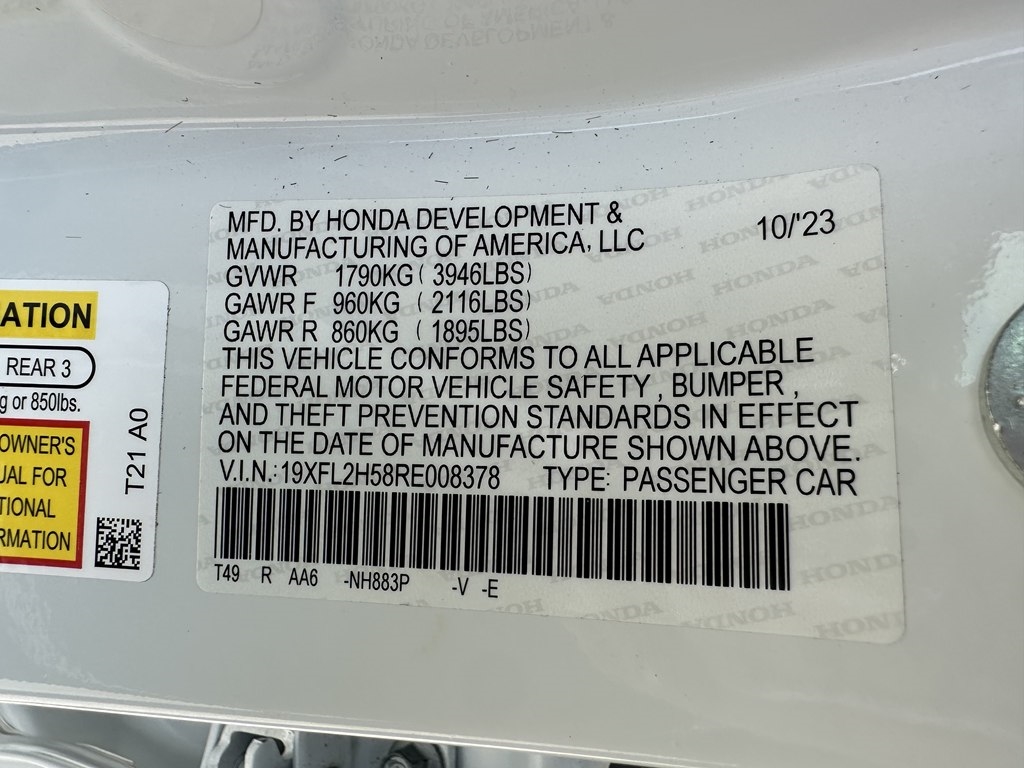 MFD. BY HONDA DEVELOPMENT &
MANUFACTURING OF AMERICA, LLC
10/'23
GVWR 1790KG ( 3946LBS)
GAWR F 960KG ( 2116LBS)
GAWR R 860KG ( 1895LBS)
THIS VEHICLE CONFORMS TO ALL APPLICABLE
FEDERAL MOTOR VEHICLE SAFETY , BUMPER ,
AND THEFT PREVENTION STANDARDS IN EFFECT
ON THE DATE OF MANUFACTURE SHOWN ABOVE.
V.I.N.:19XFL2H58RE008378 TYPE: PASSENGER CAR
T49 R AA6 -NH883P -V -E
ATION
REAR 3
g or 850lbs.
OWNER'S
UAL FOR
TIONAL
RMATION
T21 A0
HONDA